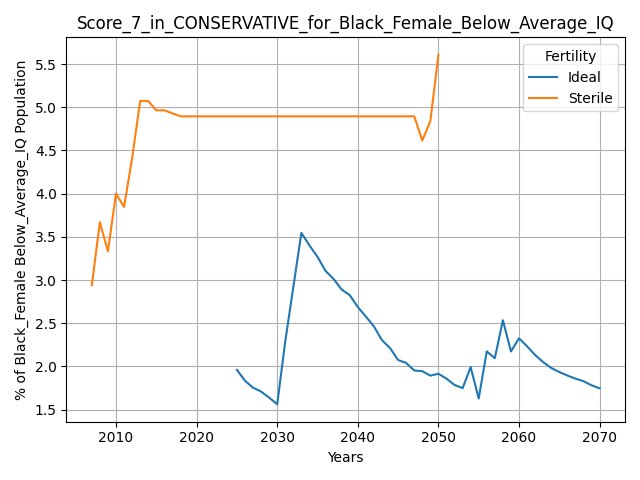 Score_7_in_CONSERVATIVE_for_Black_Female_Below_Average_IQ
% of Black_Female Below_Average_IQ Population
5.5
5.0
4.5
4.0
3.5
3.0
2.5
2.0
1.5
Fertility
Ideal
Sterile
2010 2020 2030 2040 2050 2060 2070
Years